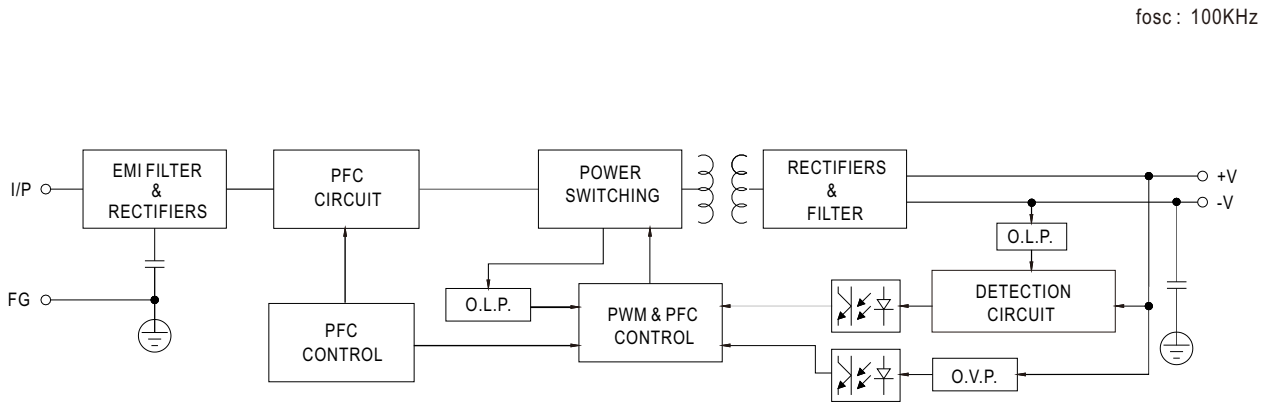 fosc : 100KHz
I/P
EMI FILTER
&
RECTIFIERS
PFC
CIRCUIT
POWER
SWITCHING
RECTIFIERS
&
FILTER
+V
-V
O.L.P.
FG
O.L.P.
PFC
CONTROL
PWM & PFC
CONTROL
DETECTION
CIRCUIT
O.V.P.